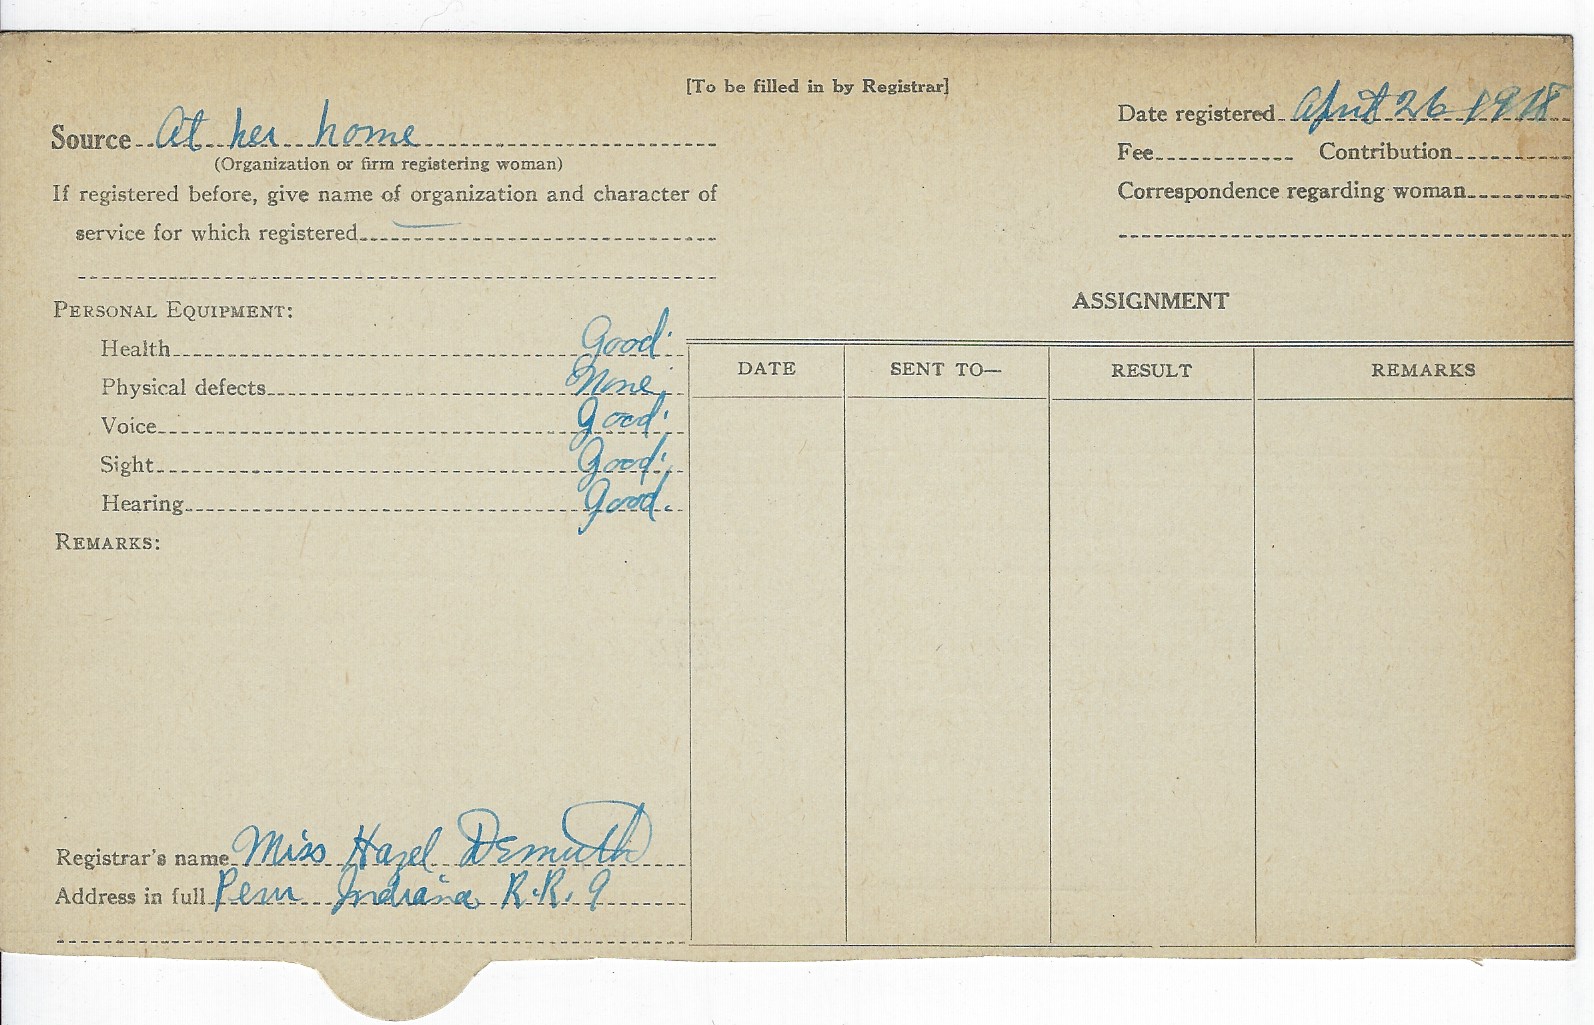 [To be filled in by Registrar]
Source At her home
(Organization or firm registering woman)
If registered before, give name of organization and character of
service for which registered
Date registered April 26 1918
Fee Contribution
Correspondence regarding woman
PERSONAL EQUIPMENT:
Health Good.
Physical defects None.
Voice Good.
Sight Good.
Hearing Good.
REMARKS:
ASSIGNMENT
DATE SENT TO— RESULT REMARKS
Registrar's name Miss Hazel Demuth
Address in full Peru Indiana R.R. 9